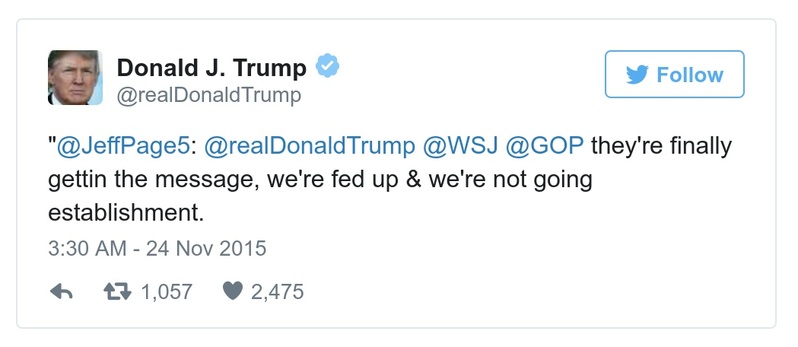 Donald J. Trump
@realDonaldTrump
Follow
"@JeffPage5: @realDonaldTrump @WSJ @GOP they're finally
gettin the message, we're fed up & we're not going
establishment.
3:30 AM - 24 Nov 2015
1,057 2,475